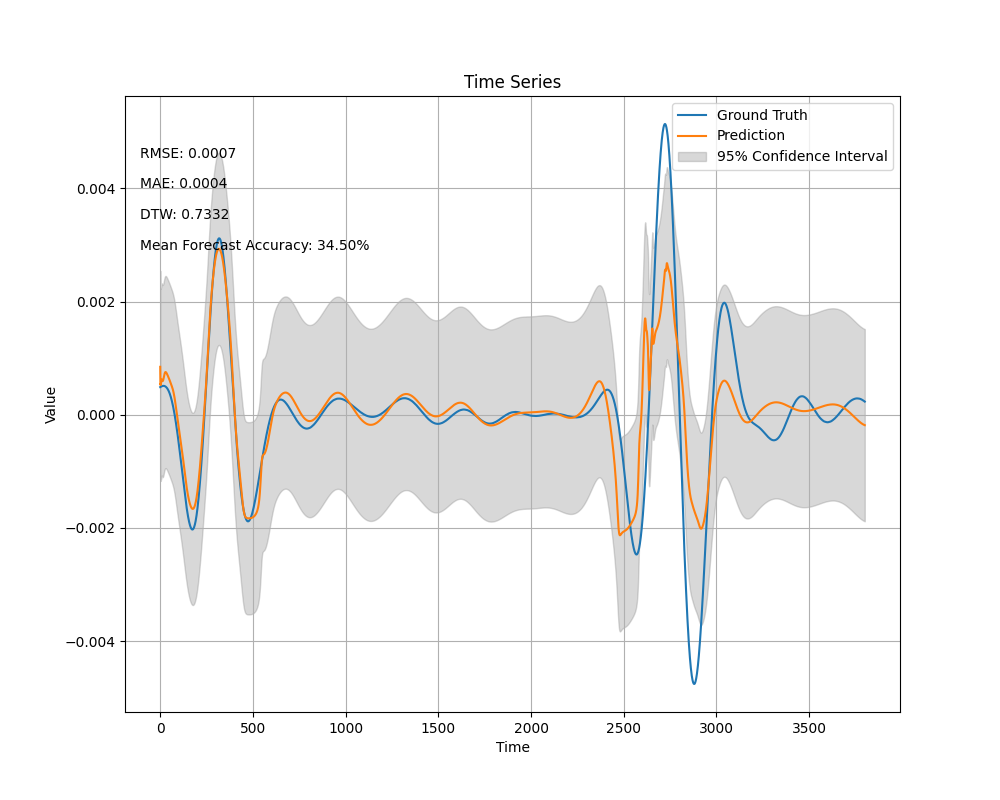 Time Series
Ground Truth
Prediction
95% Confidence Interval
RMSE: 0.0007
MAE: 0.0004
DTW: 0.7332
Mean Forecast Accuracy: 34.50%
Value
0.004
0.002
0.000
−0.002
−0.004
0 500 1000 1500 2000 2500 3000 3500
Time